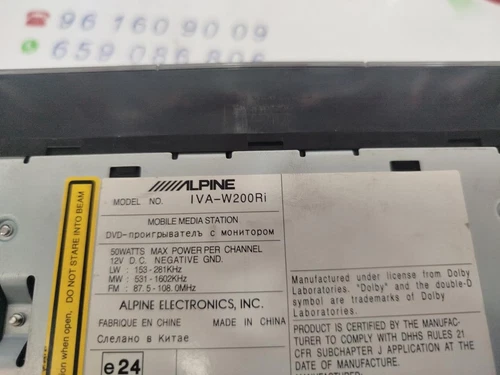 96 160 90 09
659 086 806
DO NOT STARE INTO BEAM
ion when open,
ALPINE
MODEL NO. IVA-W200Ri
MOBILE MEDIA STATION
DVD-проигрыватель с монитором
50WATTS MAX POWER PER CHANNEL
12V D.C. NEGATIVE GND.
LW : 153-281KHz
MW : 531-1602KHz
FM : 87.5-108.0MHz
ALPINE ELECTRONICS, INC.
FABRIQUE EN CHINE MADE IN CHINA
Сделано в Китае
e24
Manufactured under license from Dolby
Laboratories. "Dolby" and the double-D
symbol are trademarks of Dolby
Laboratories.
PRODUCT IS CERTIFIED BY THE MANUFAC-
TURER TO COMPLY WITH DHHS RULES 21
CFR SUBCHAPTER J APPLICATION AT THE
DATE OF MANUFACTURE.
MANUFACTURED: